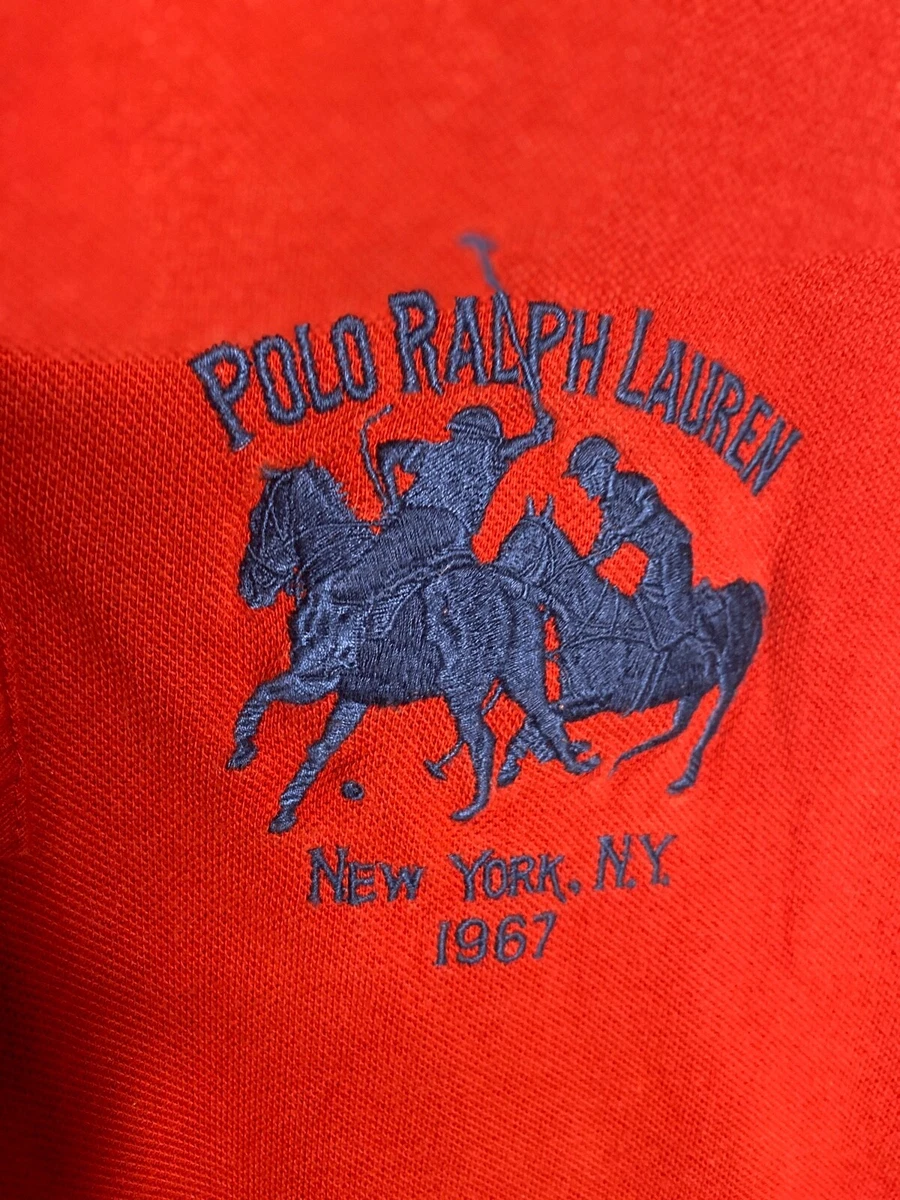 POLO RALPH LAUREN
NEW YORK, N.Y.
1967